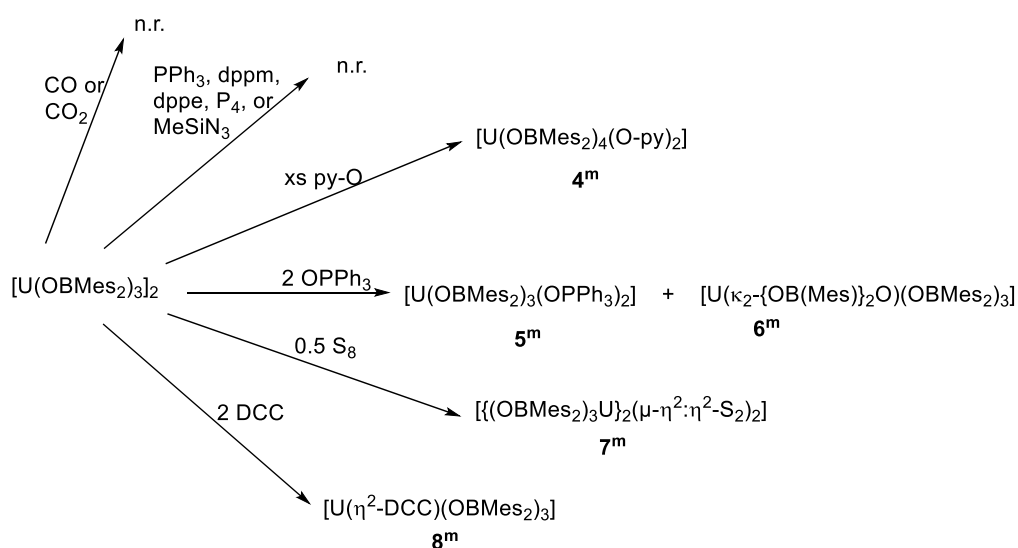 n.r.
CO or
CO₂
PPh₃, dppm,
dppe, P₄, or
MeSiN₃
n.r.
xs py-O
[U(OBMes₂)₄(O-py)₂]
4ᵐ
[U(OBMes₂)₃]₂
2 OPPh₃
[U(OBMes₂)₃(OPPh₃)₂] + [U(κ₂-{OB(Mes)}₂O)(OBMes₂)₃]
5ᵐ 6ᵐ
0.5 S₈
[{(OBMes₂)₃U}₂(μ-η²:η²-S₂)₂]
7ᵐ
2 DCC
[U(η²-DCC)(OBMes₂)₃]
8ᵐ